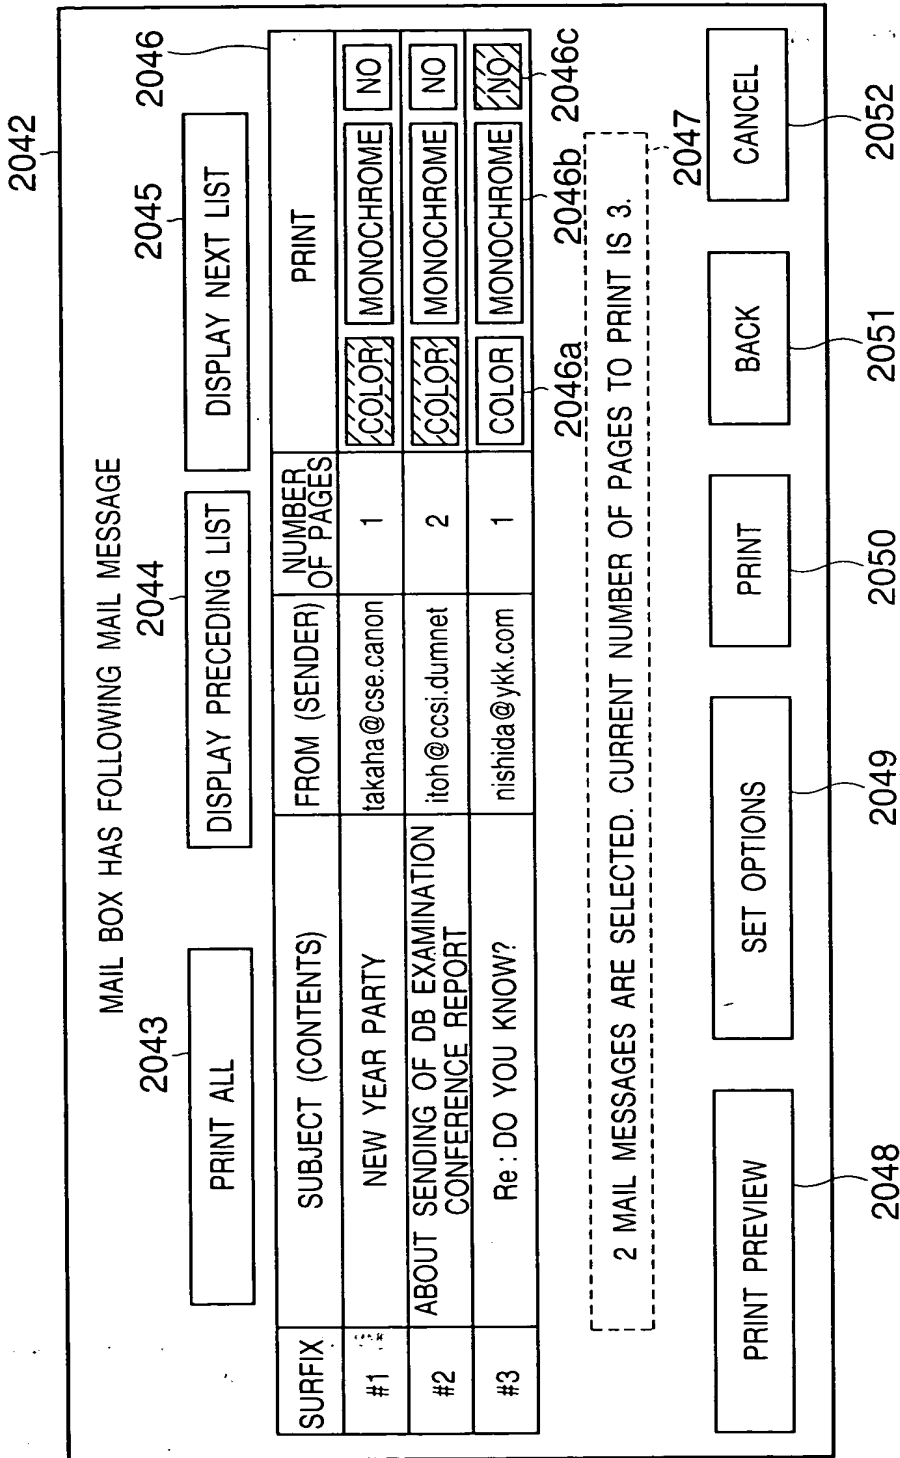 2042
MAIL BOX HAS FOLLOWING MAIL MESSAGE
2043
2044
2045
2046
PRINT ALL
DISPLAY PRECEDING LIST
DISPLAY NEXT LIST
SURFIX
SUBJECT (CONTENTS)
FROM (SENDER)
NUMBER
OF PAGES
PRINT
#1
NEW YEAR PARTY
takaha@cse.canon
1
COLOR
MONOCHROME
NO
#2
ABOUT SENDING OF DB EXAMINATION
CONFERENCE REPORT
itoh@ccsi.dumnet
2
COLOR
MONOCHROME
NO
#3
Re : DO YOU KNOW?
nishida@ykk.com
1
COLOR
MONOCHROME
NO
2046a
2046b
2046c
2 MAIL MESSAGES ARE SELECTED. CURRENT NUMBER OF PAGES TO PRINT IS 3.
2047
PRINT PREVIEW
SET OPTIONS
PRINT
BACK
CANCEL
2048
2049
2050
2051
2052